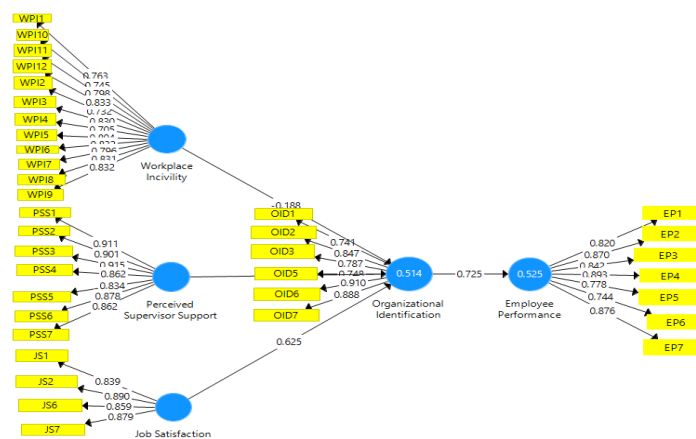 WPI1
WPI10
WPI11
WPI12
WPI2
WPI3
WPI4
WPI5
WPI6
WPI7
WPI8
WPI9
0.763
0.745
0.798
0.833
0.732
0.830
0.705
0.796
0.831
0.832
Workplace
Incivility
-0.188
PSS1
PSS2
PSS3
PSS4
PSS5
PSS6
PSS7
0.911
0.901
0.915
0.862
0.834
0.878
0.862
Perceived
Supervisor Support
OID1
OID2
OID3
OID5
OID6
OID7
0.741
0.847
0.787
0.748
0.910
0.888
0.514
Organizational
Identification
0.725
0.525
Employee
Performance
EP1
EP2
EP3
EP4
EP5
EP6
EP7
0.820
0.870
0.842
0.893
0.778
0.744
0.876
0.625
JS1
JS2
JS6
JS7
0.839
0.890
0.859
0.879
Job Satisfaction